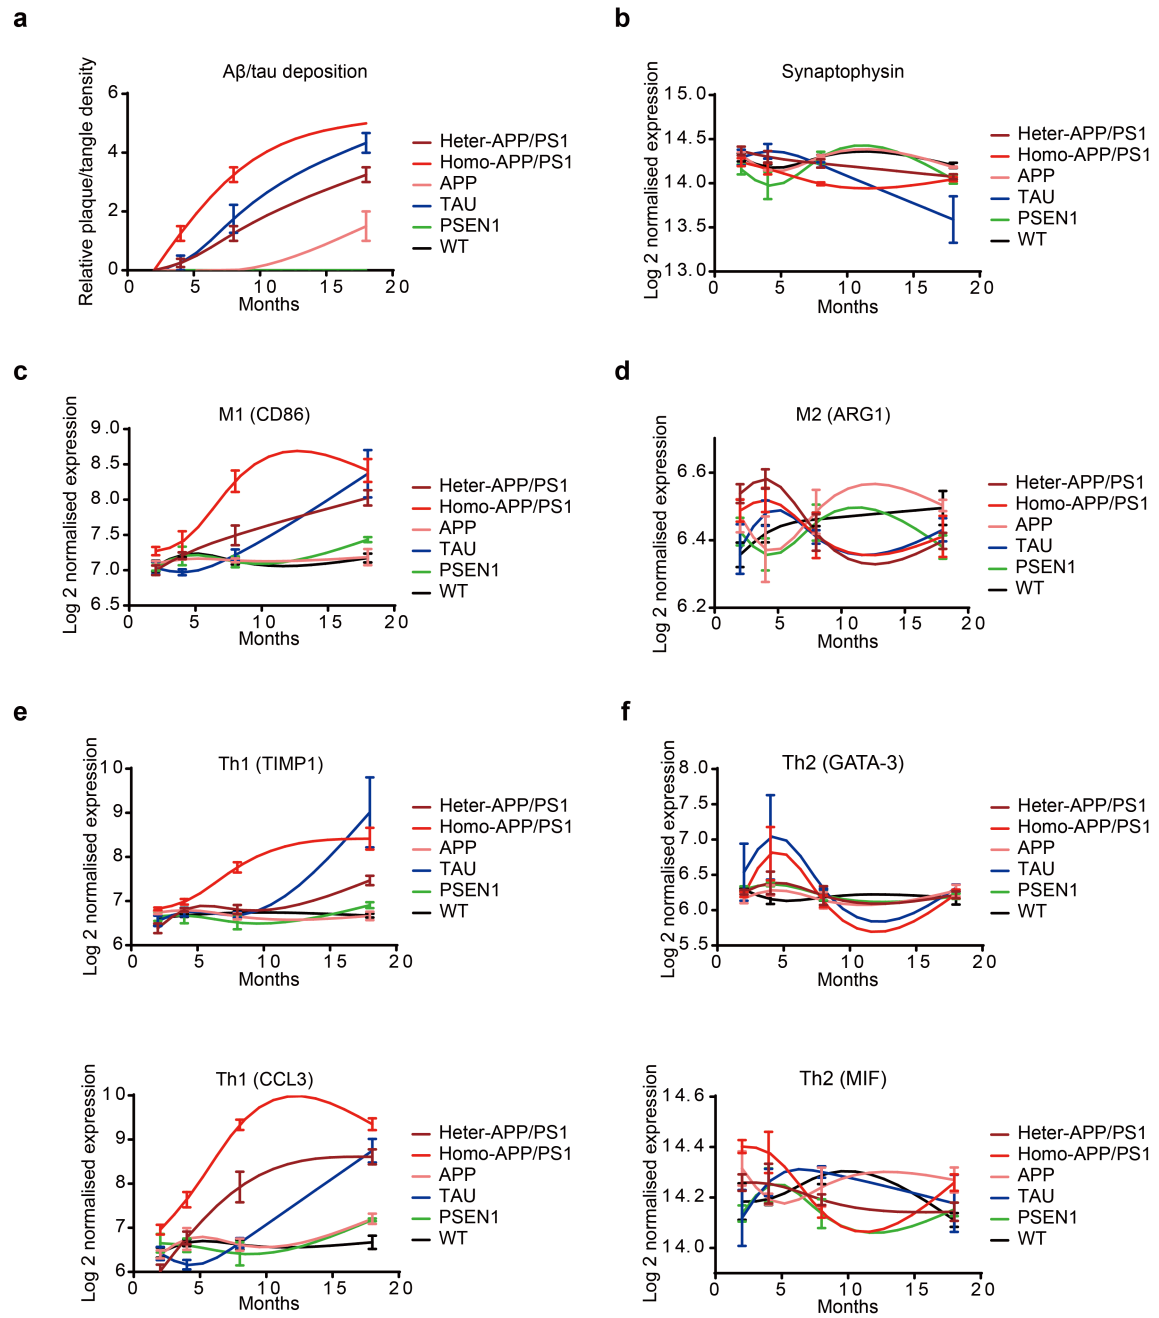 a
Aβ/tau deposition
Relative plaque/tangle density
6
4
2
0
0 5 10 15 20
Months
Heter-APP/PS1
Homo-APP/PS1
APP
TAU
PSEN1
WT
b
Synaptophysin
Log 2 normalised expression
15.0
14.5
14.0
13.5
13.0
0 5 10 15 20
Months
Heter-APP/PS1
Homo-APP/PS1
APP
TAU
PSEN1
WT
c
M1 (CD86)
Log 2 normalised expression
9.0
8.5
8.0
7.5
7.0
6.5
0 5 10 15 20
Months
Heter-APP/PS1
Homo-APP/PS1
APP
TAU
PSEN1
WT
d
M2 (ARG1)
Log 2 normalised expression
6.6
6.4
6.2
0 5 10 15 20
Months
Heter-APP/PS1
Homo-APP/PS1
APP
TAU
PSEN1
WT
e
Th1 (TIMP1)
Log 2 normalised expression
10
9
8
7
6
0 5 10 15 20
Months
Heter-APP/PS1
Homo-APP/PS1
APP
TAU
PSEN1
WT
f
Th2 (GATA-3)
Log 2 normalised expression
8.0
7.5
7.0
6.5
6.0
5.5
0 5 10 15 20
Months
Heter-APP/PS1
Homo-APP/PS1
APP
TAU
PSEN1
WT
Th1 (CCL3)
Log 2 normalised expression
10
9
8
7
6
0 5 10 15 20
Months
Heter-APP/PS1
Homo-APP/PS1
APP
TAU
PSEN1
WT
Th2 (MIF)
Log 2 normalised expression
14.6
14.4
14.2
14.0
0 5 10 15 20
Months
Heter-APP/PS1
Homo-APP/PS1
APP
TAU
PSEN1
WT